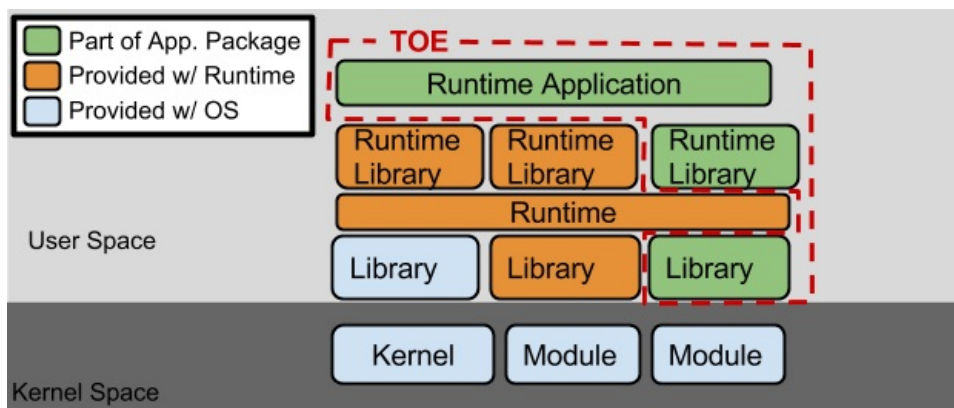 Part of App. Package
Provided w/ Runtime
Provided w/ OS
TOE
Runtime Application
Runtime
Library
Runtime
Library
Runtime
Library
Runtime
User Space
Library
Library
Library
Kernel
Module
Module
Kernel Space